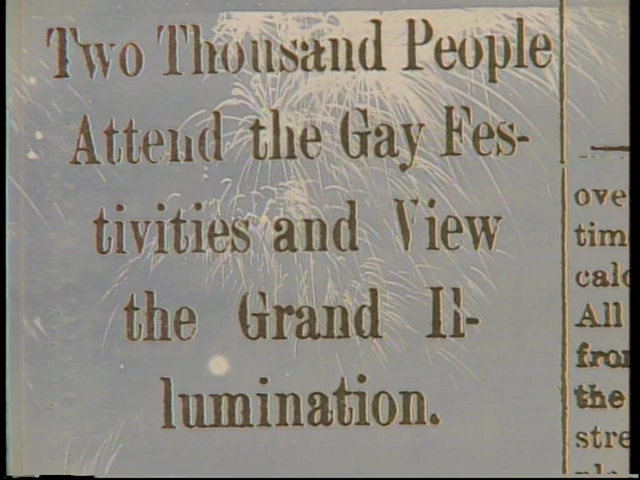 Two Thousand People
Attend the Gay Fes-
tivities and View
the Grand Il-
lumination.
ove
tim
calc
All
from
the
stre